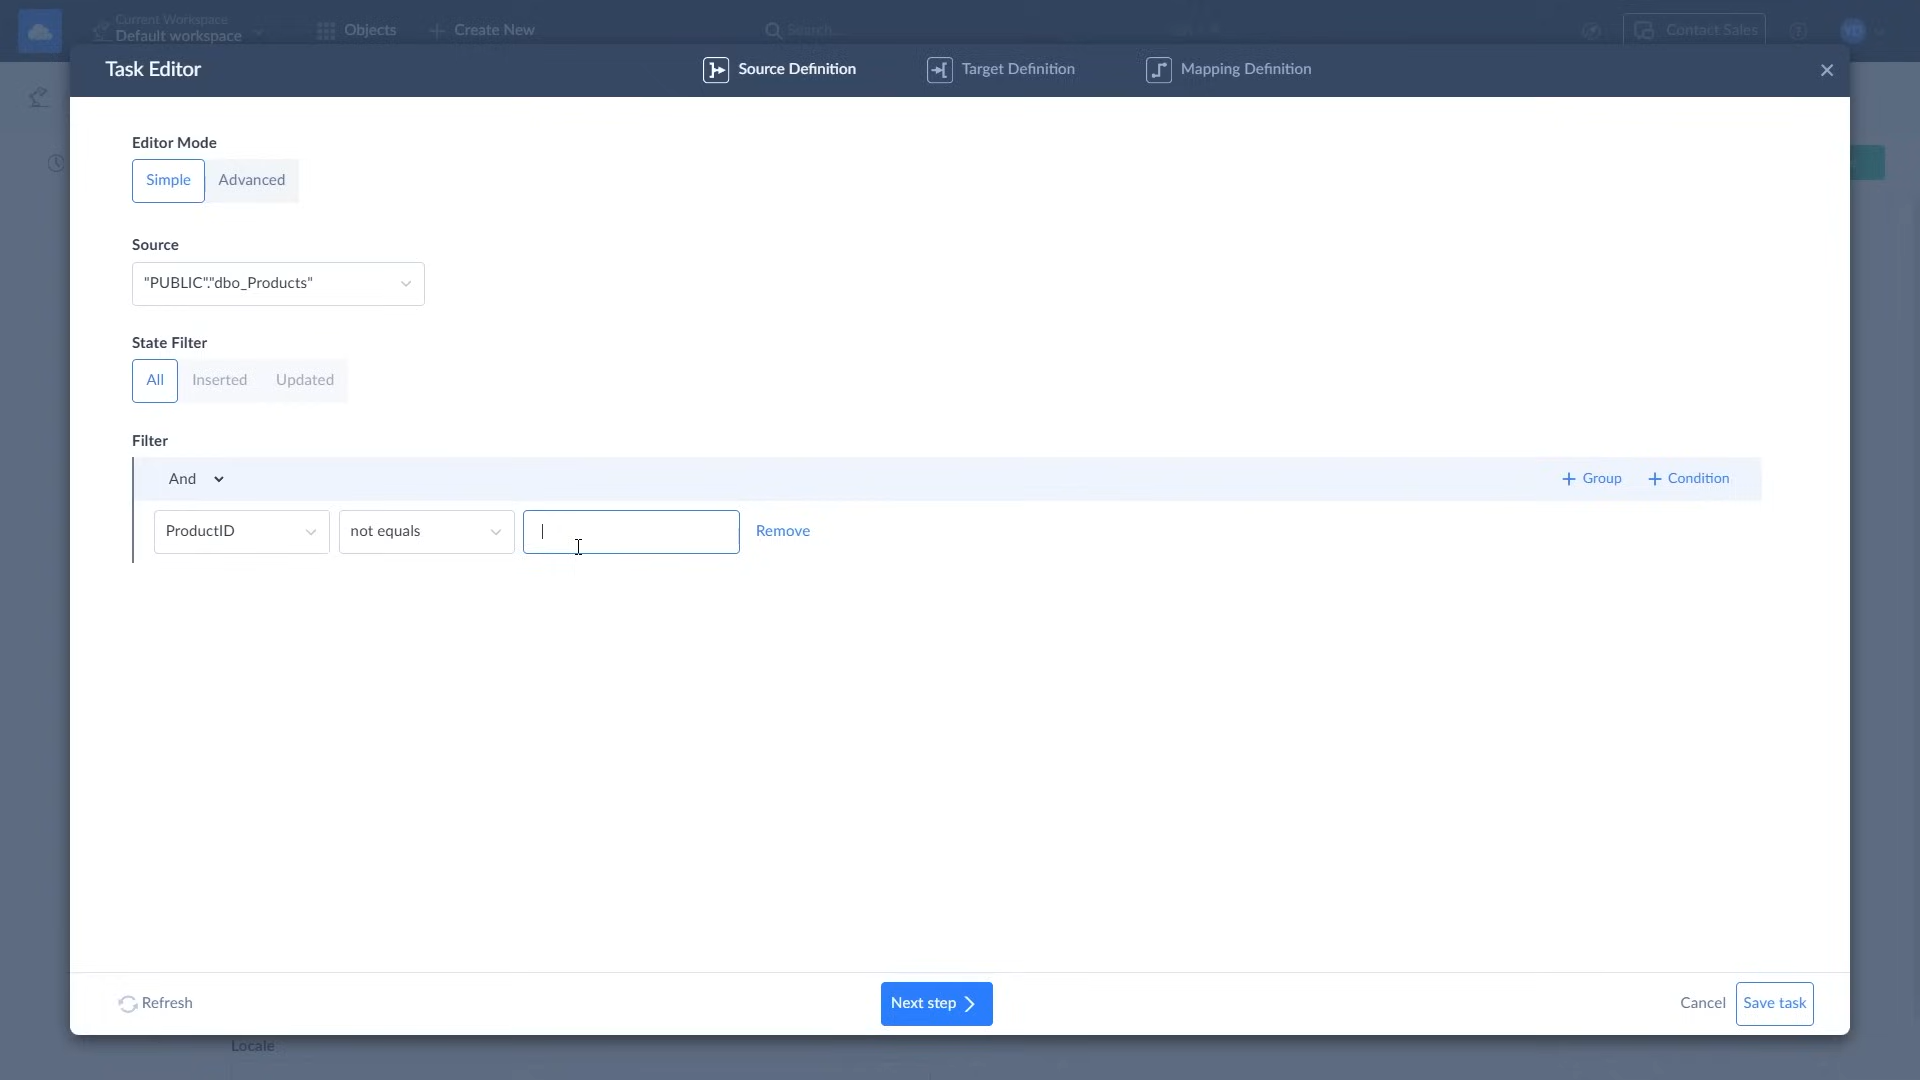 Current Workspace
Default workspace
Objects
Create New
Search...
Contact Sales
YD
Task Editor
Source Definition
Target Definition
Mapping Definition
Editor Mode
Simple
Advanced
Source
"PUBLIC"."dbo_Products"
State Filter
All
Inserted
Updated
Filter
And
Group
Condition
ProductID
not equals
Remove
Refresh
Next step
Cancel
Save task
Locale